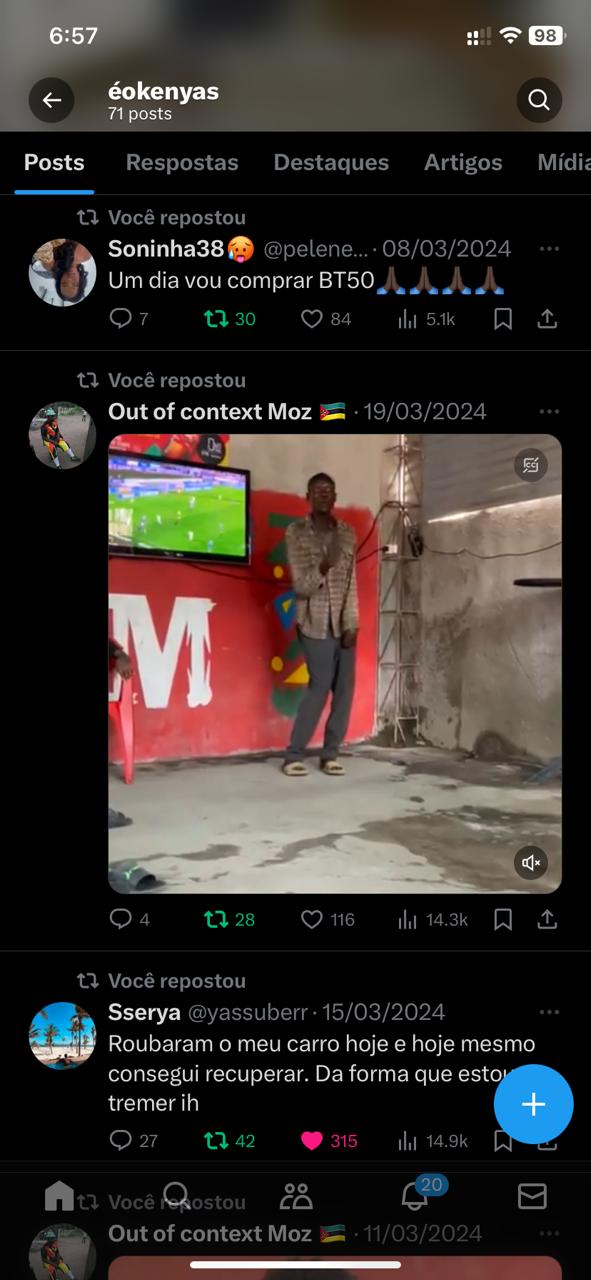 6:57
98
éokenyas
71 posts
Posts Respostas Destaques Artigos Mídia
Você repostou
Soninha38🥵 @pelene... · 08/03/2024
Um dia vou comprar BT50🙏🏿🙏🏿🙏🏿🙏🏿
7 30 84 5.1k
Você repostou
Out of context Moz 🇲🇿 · 19/03/2024
M
4 28 116 14.3k
Você repostou
Sserya @yassuberr · 15/03/2024
Roubaram o meu carro hoje e hoje mesmo
consegui recuperar. Da forma que estou
tremer ih
27 42 315 14.9k
20
Você repostou
Out of context Moz 🇲🇿 · 11/03/2024